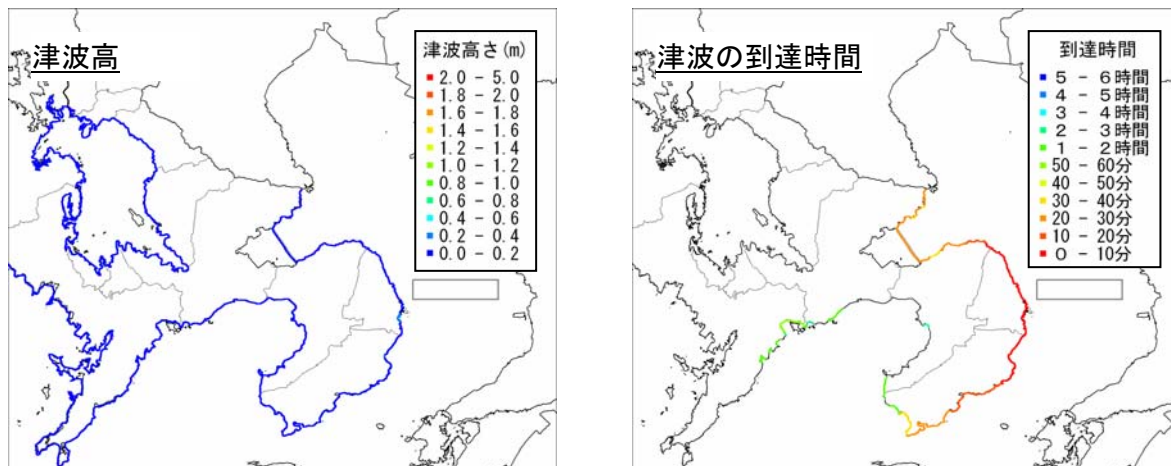 津波高
津波高さ(m)
2.0 - 5.0
1.8 - 2.0
1.6 - 1.8
1.4 - 1.6
1.2 - 1.4
1.0 - 1.2
0.8 - 1.0
0.6 - 0.8
0.4 - 0.6
0.2 - 0.4
0.0 - 0.2
津波の到達時間
到達時間
5 - 6時間
4 - 5時間
3 - 4時間
2 - 3時間
1 - 2時間
50 - 60分
40 - 50分
30 - 40分
20 - 30分
10 - 20分
0 - 10分